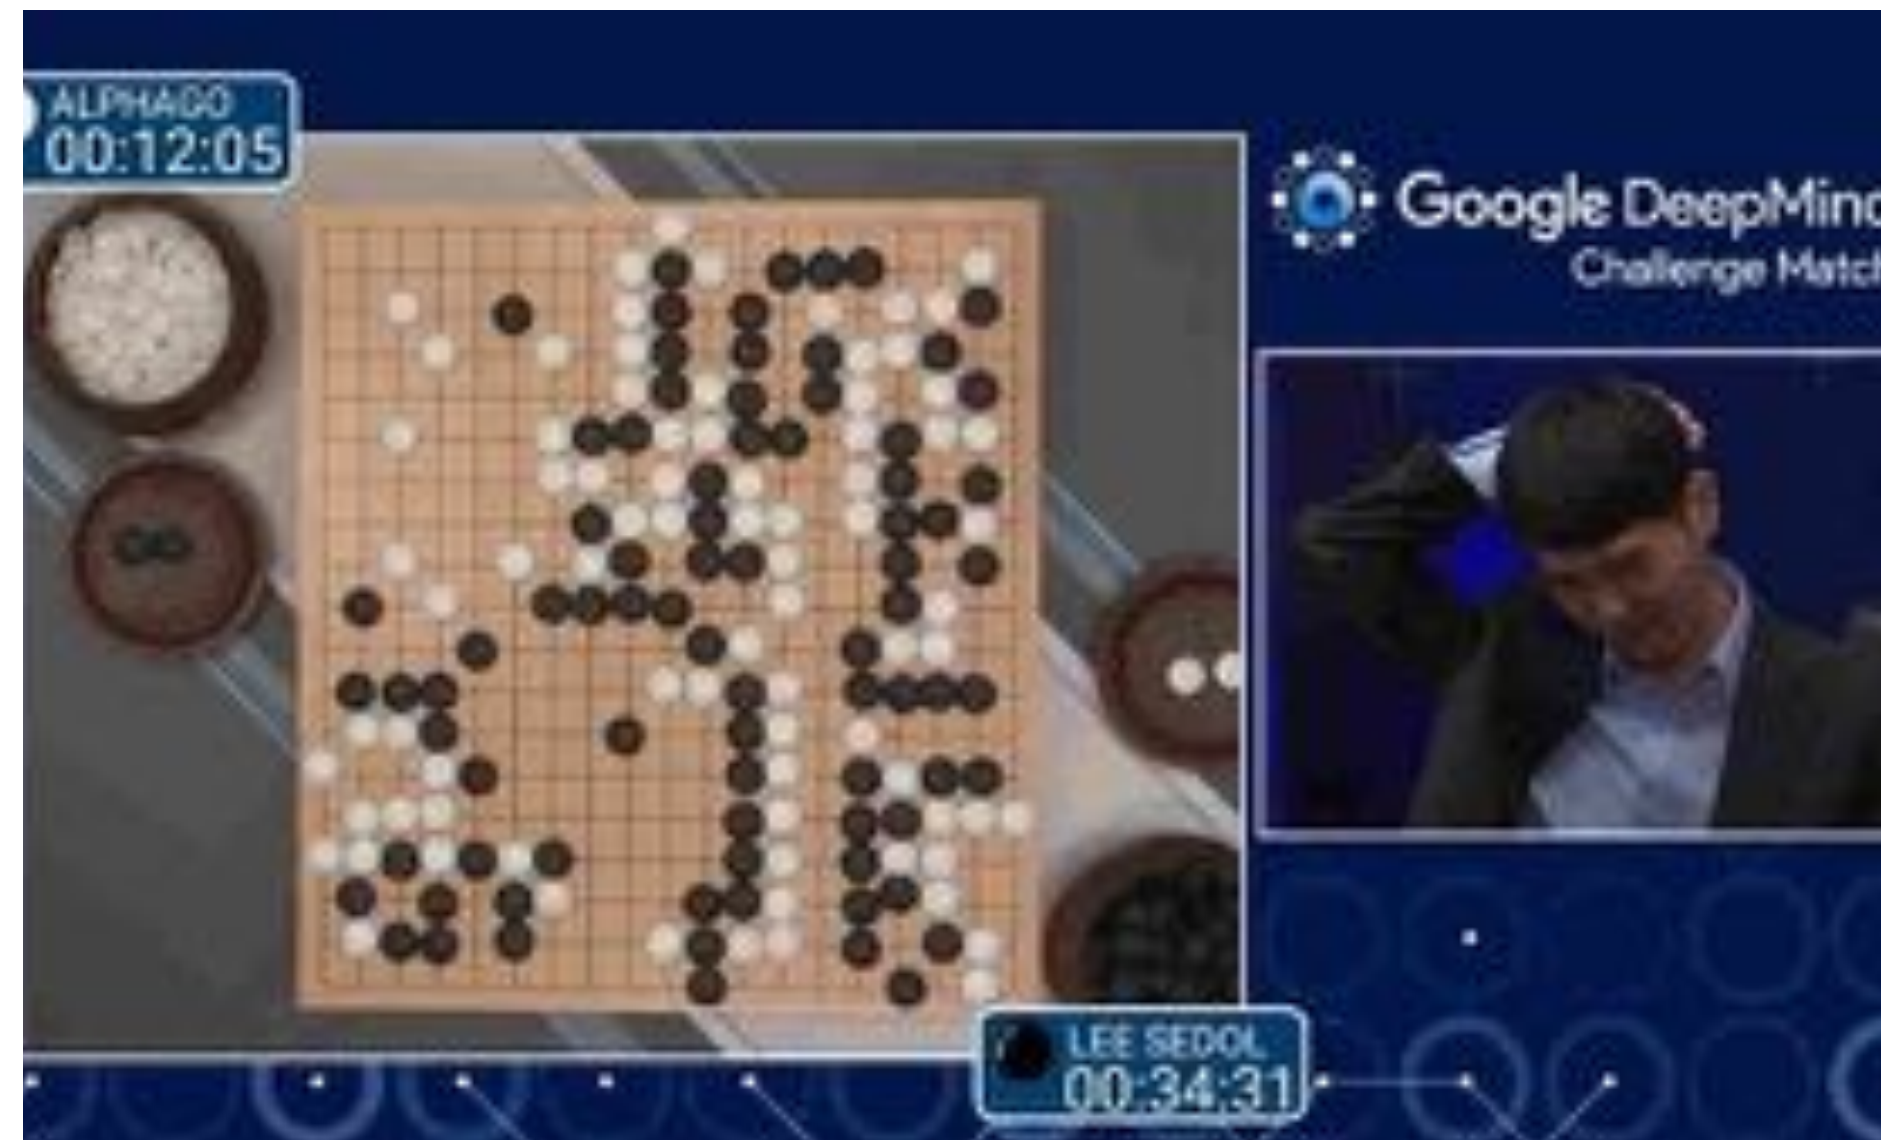 ALPHAGO
00:12:05
Google DeepMind
Challenge Match
LEE SEDOL
00:34:31